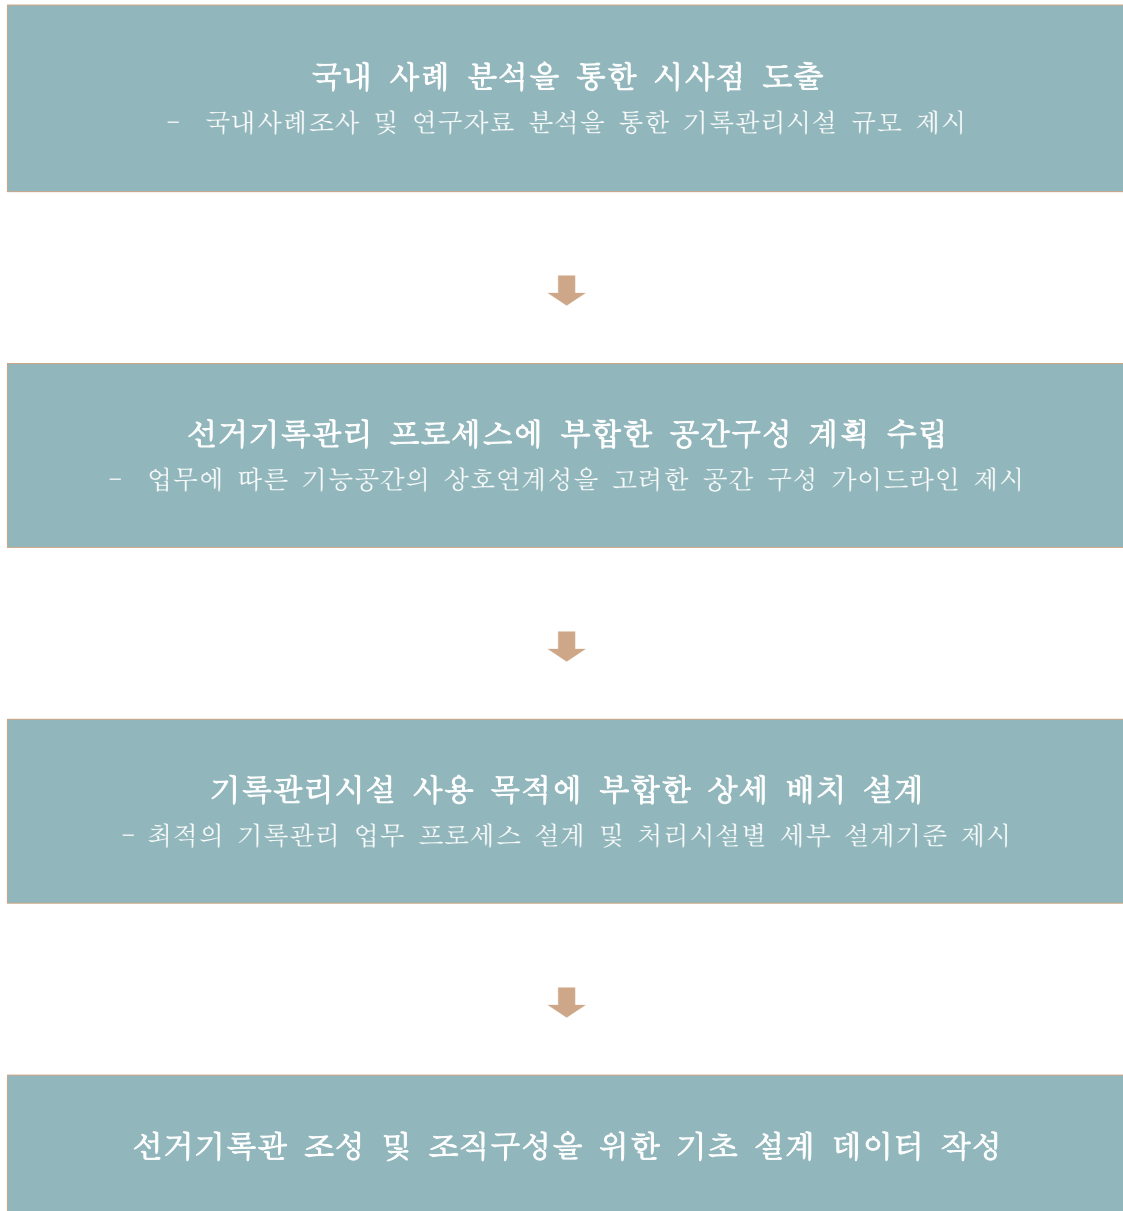 국내 사례 분석을 통한 시사점 도출
- 국내사례조사 및 연구자료 분석을 통한 기록관리시설 규모 제시
선거기록관리 프로세스에 부합한 공간구성 계획 수립
- 업무에 따른 기능공간의 상호연계성을 고려한 공간 구성 가이드라인 제시
기록관리시설 사용 목적에 부합한 상세 배치 설계
- 최적의 기록관리 업무 프로세스 설계 및 처리시설별 세부 설계기준 제시
선거기록관 조성 및 조직구성을 위한 기초 설계 데이터 작성